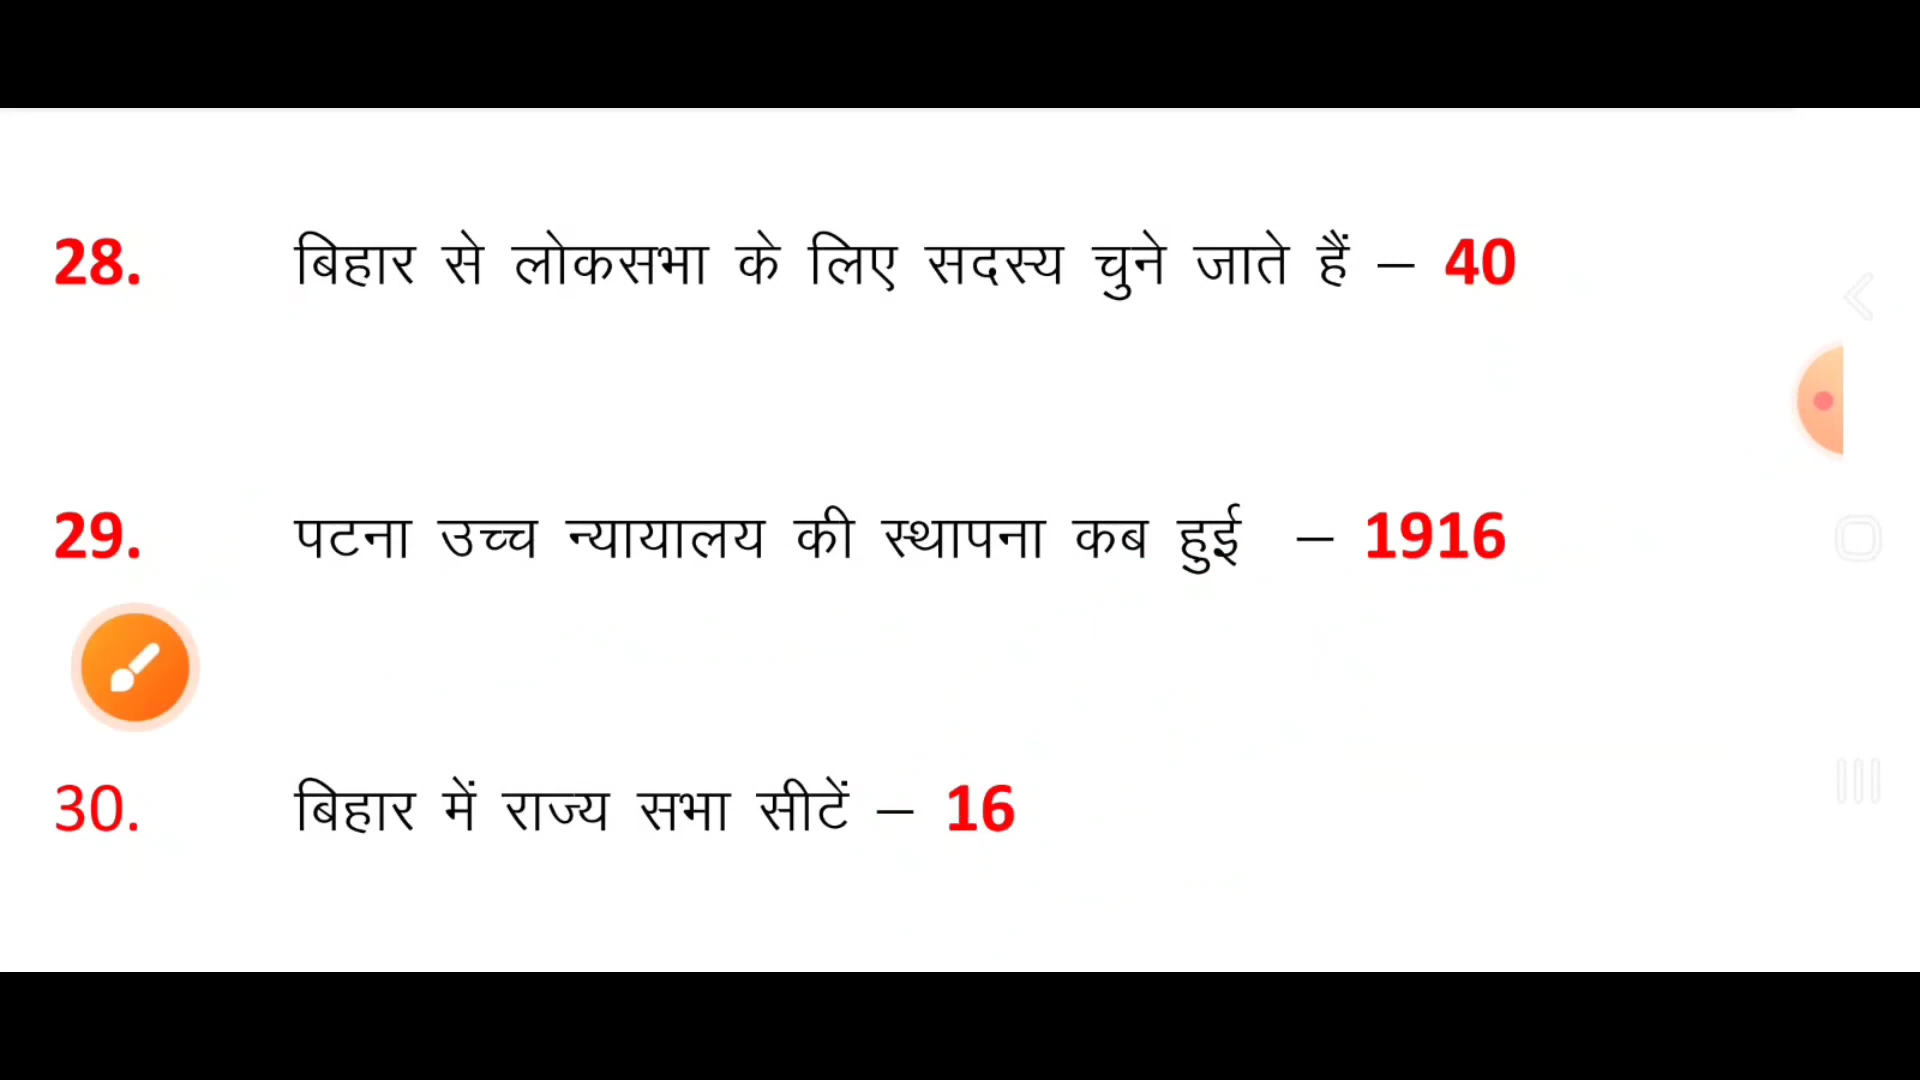 28. बिहार से लोकसभा के लिए सदस्य चुने जाते हैं – 40
29. पटना उच्च न्यायालय की स्थापना कब हुई – 1916
30. बिहार में राज्य सभा सीटें – 16